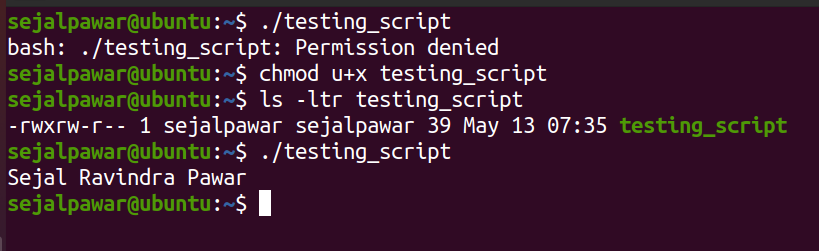 sejalpawar@ubuntu:~$ ./testing_script
bash: ./testing_script: Permission denied
sejalpawar@ubuntu:~$ chmod u+x testing_script
sejalpawar@ubuntu:~$ ls -ltr testing_script
-rwxrw-r-- 1 sejalpawar sejalpawar 39 May 13 07:35 testing_script
sejalpawar@ubuntu:~$ ./testing_script
Sejal Ravindra Pawar
sejalpawar@ubuntu:~$